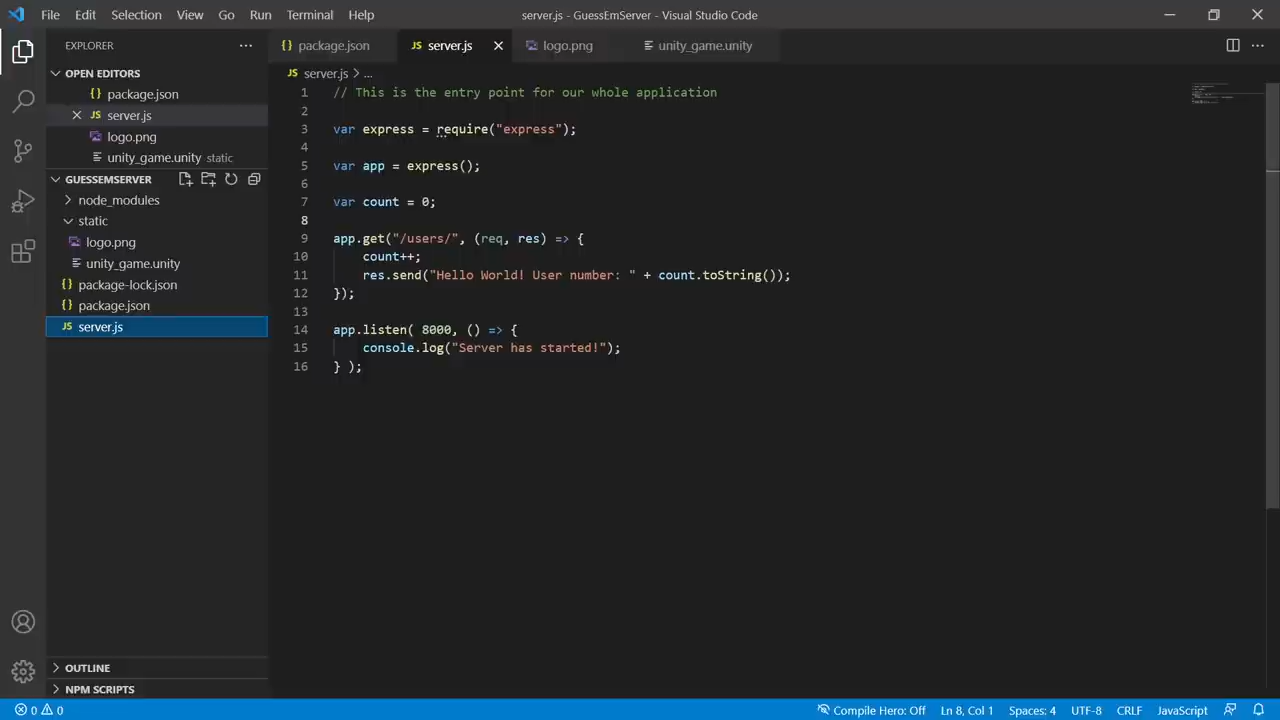 File Edit Selection View Go Run Terminal Help server.js - GuessEmServer - Visual Studio Code
EXPLORER
OPEN EDITORS
package.json
server.js
logo.png
unity_game.unity static
GUESSEMSERVER
node_modules
static
logo.png
unity_game.unity
package-lock.json
package.json
JS server.js
OUTLINE
NPM SCRIPTS
package.json JS server.js logo.png unity_game.unity
JS server.js > ...
1 // This is the entry point for our whole application
2
3 var express = require("express");
4
5 var app = express();
6
7 var count = 0;
8
9 app.get("/users/", (req, res) => {
10 count++;
11 res.send("Hello World! User number: " + count.toString());
12 });
13
14 app.listen( 8000, () => {
15 console.log("Server has started!");
16 } );
0 0 Compile Hero: Off Ln 8, Col 1 Spaces: 4 UTF-8 CRLF JavaScript